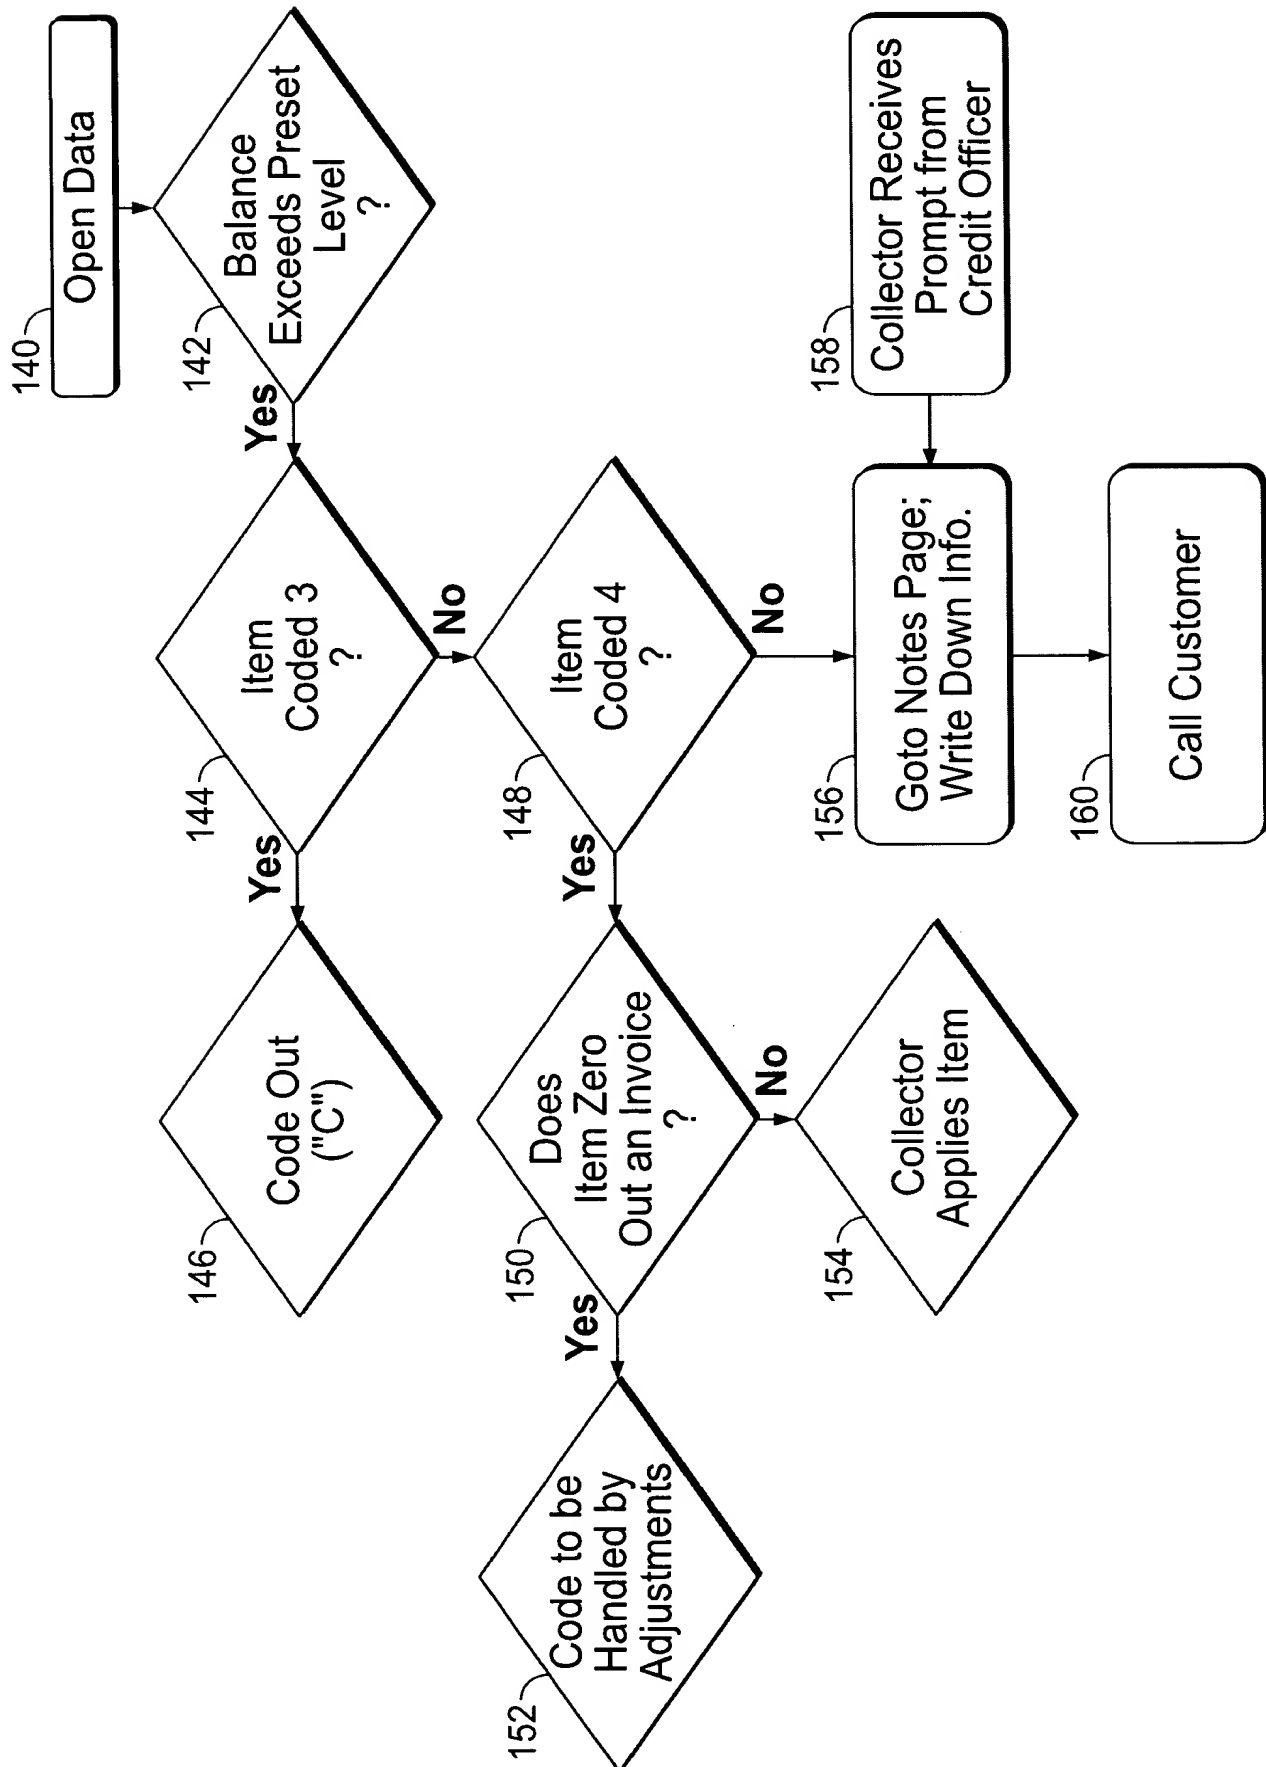 140
Open Data
142
Balance
Exceeds Preset
Level
?
Yes
144
Item
Coded 3
?
Yes
146
Code Out
("C")
No
148
Item
Coded 4
?
Yes
150
Does
Item Zero
Out an Invoice
?
Yes
152
Code to be
Handled by
Adjustments
No
154
Collector
Applies Item
No
156
Goto Notes Page;
Write Down Info.
158
Collector Receives
Prompt from
Credit Officer
160
Call Customer